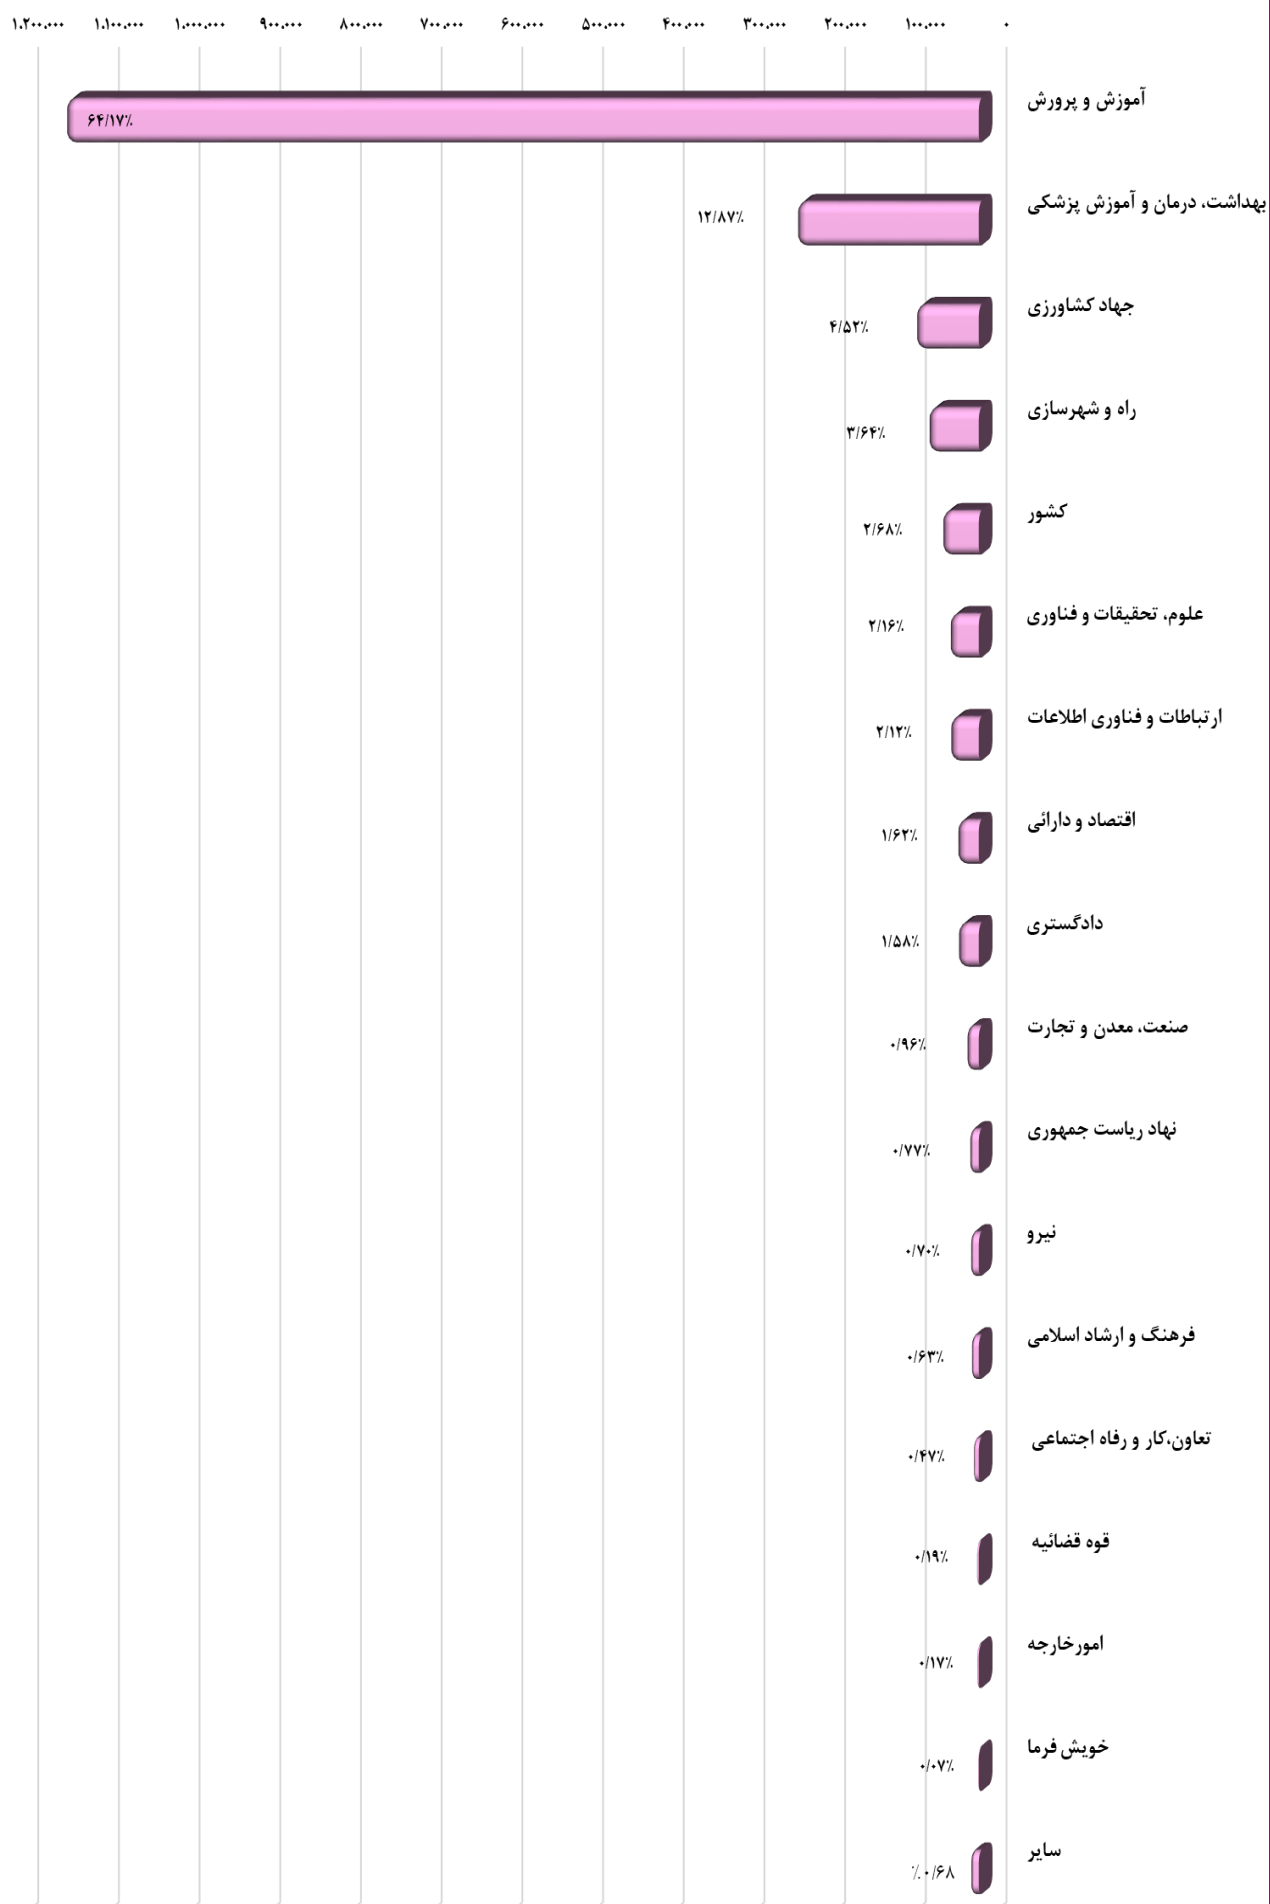 ۱.۲۰۰.۰۰۰ ۱.۱۰۰.۰۰۰ ۱.۰۰۰.۰۰۰ ۹۰۰.۰۰۰ ۸۰۰.۰۰۰ ۷۰۰.۰۰۰ ۶۰۰.۰۰۰ ۵۰۰.۰۰۰ ۴۰۰.۰۰۰ ۳۰۰.۰۰۰ ۲۰۰.۰۰۰ ۱۰۰.۰۰۰ ۰
آموزش و پرورش
۶۴/۱۷٪
بهداشت، درمان و آموزش پزشکی
۱۲/۸۷٪
جهاد کشاورزی
۴/۵۲٪
راه و شهرسازی
۳/۶۴٪
کشور
۲/۶۸٪
علوم، تحقیقات و فناوری
۲/۱۶٪
ارتباطات و فناوری اطلاعات
۲/۱۲٪
اقتصاد و دارائی
۱/۶۲٪
دادگستری
۱/۵۸٪
صنعت، معدن و تجارت
۰/۹۶٪
نهاد ریاست جمهوری
۰/۷۷٪
نیرو
۰/۷۰٪
فرهنگ و ارشاد اسلامی
۰/۶۳٪
تعاون،کار و رفاه اجتماعی
۰/۴۷٪
قوه قضائیه
۰/۱۹٪
امورخارجه
۰/۱۷٪
خویش فرما
۰/۰۷٪
سایر
٪۰/۶۸